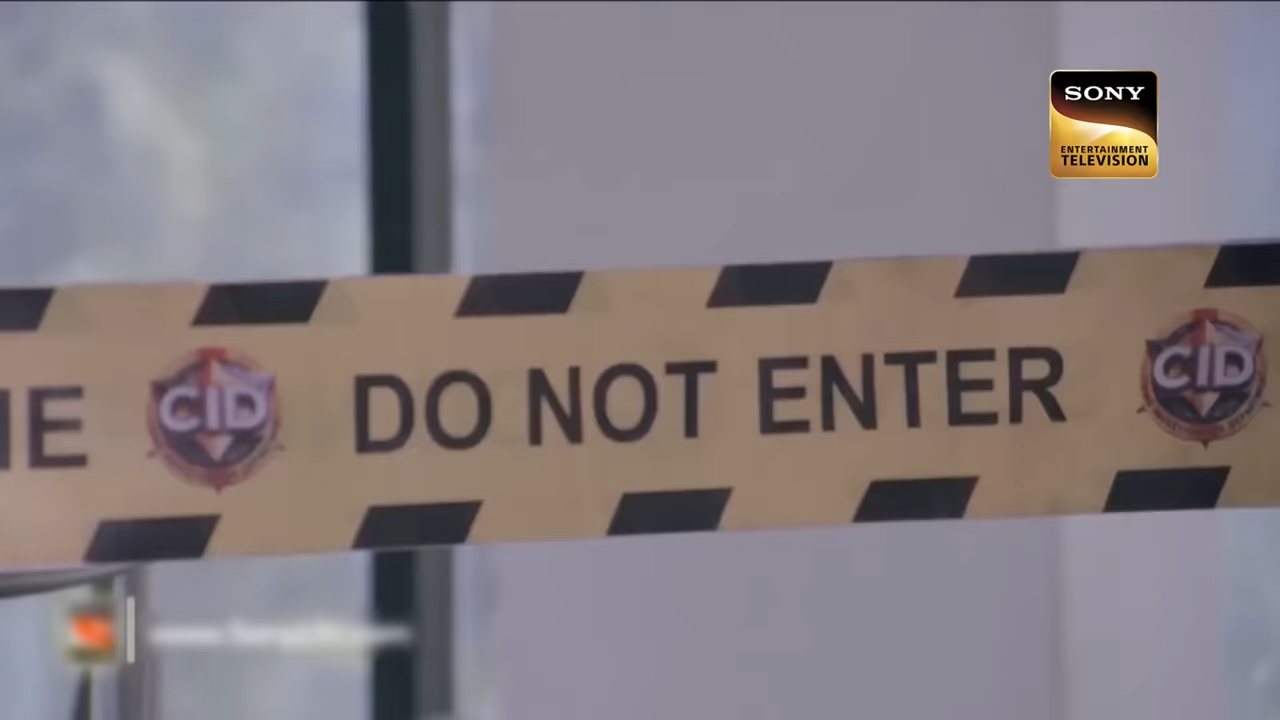 SONY
ENTERTAINMENT
TELEVISION
CID DO NOT ENTER CID